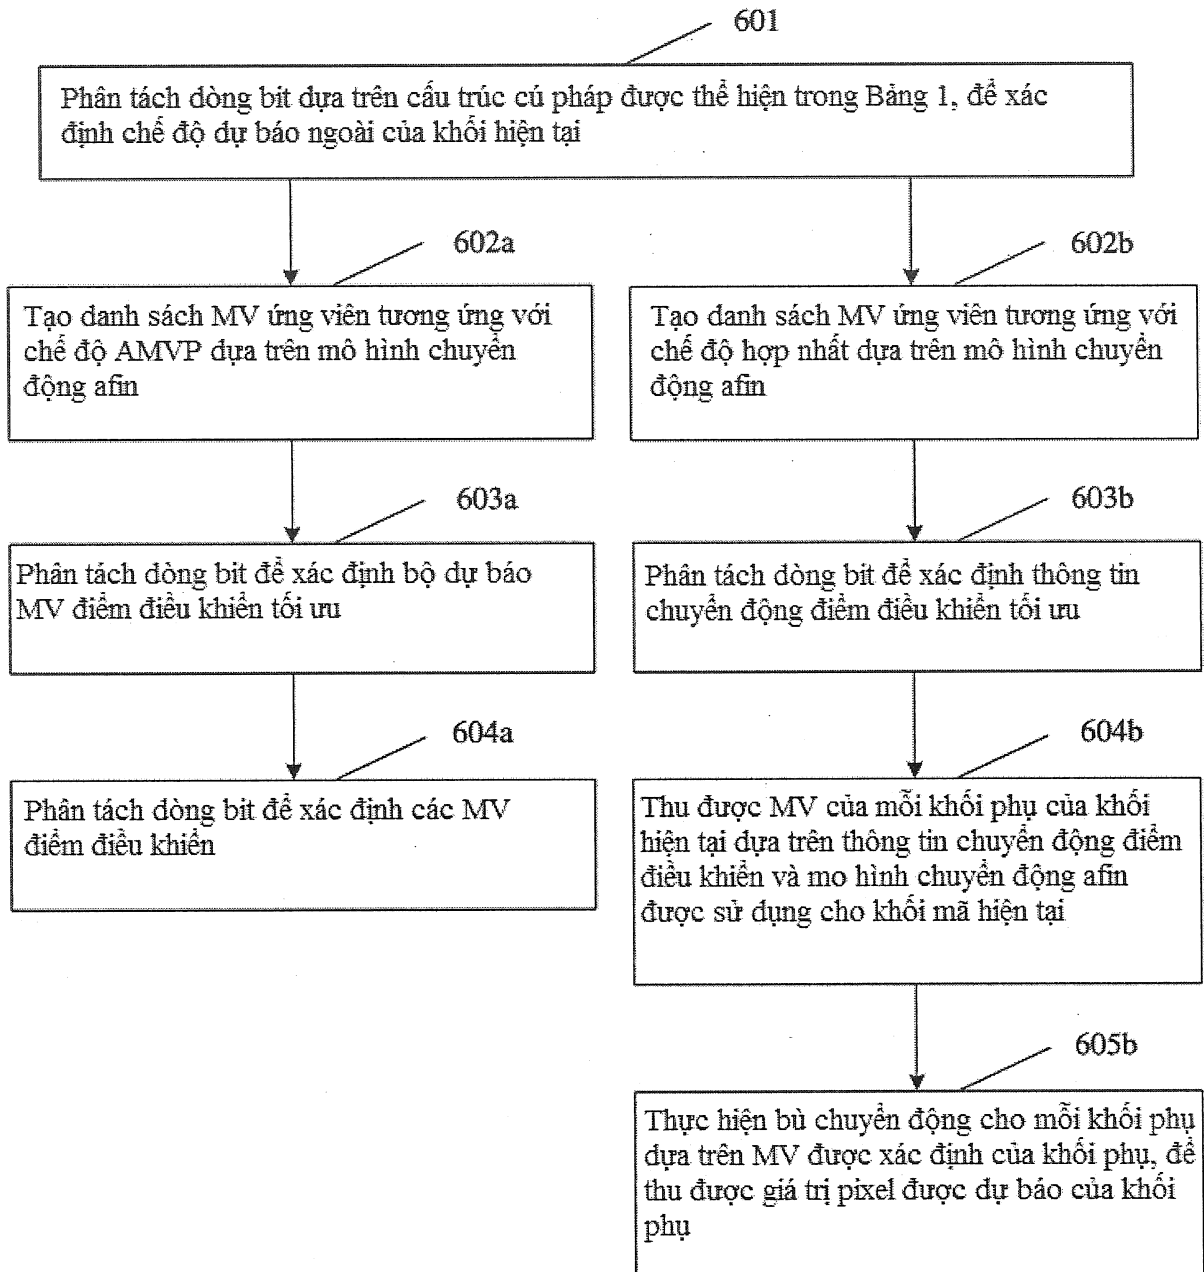 601
Phân tách dòng bit dựa trên cấu trúc cú pháp được thể hiện trong Bảng 1, để xác
định chế độ dự báo ngoài của khối hiện tại
602a
Tạo danh sách MV ứng viên tương ứng với
chế độ AMVP dựa trên mô hình chuyển
động afin
602b
Tạo danh sách MV ứng viên tương ứng với
chế độ hợp nhất dựa trên mô hình chuyển
động afin
603a
Phân tách dòng bit để xác định bộ dự báo
MV điểm điều khiển tối ưu
603b
Phân tách dòng bit để xác định thông tin
chuyển động điểm điều khiển tối ưu
604a
Phân tách dòng bit để xác định các MV
điểm điều khiển
604b
Thu được MV của mỗi khối phụ của khối
hiện tại dựa trên thông tin chuyển động điểm
điều khiển và mo hình chuyển động afin
được sử dụng cho khối mã hiện tại
605b
Thực hiện bù chuyển động cho mỗi khối phụ
dựa trên MV được xác định của khối phụ, để
thu được giá trị pixel được dự báo của khối
phụ